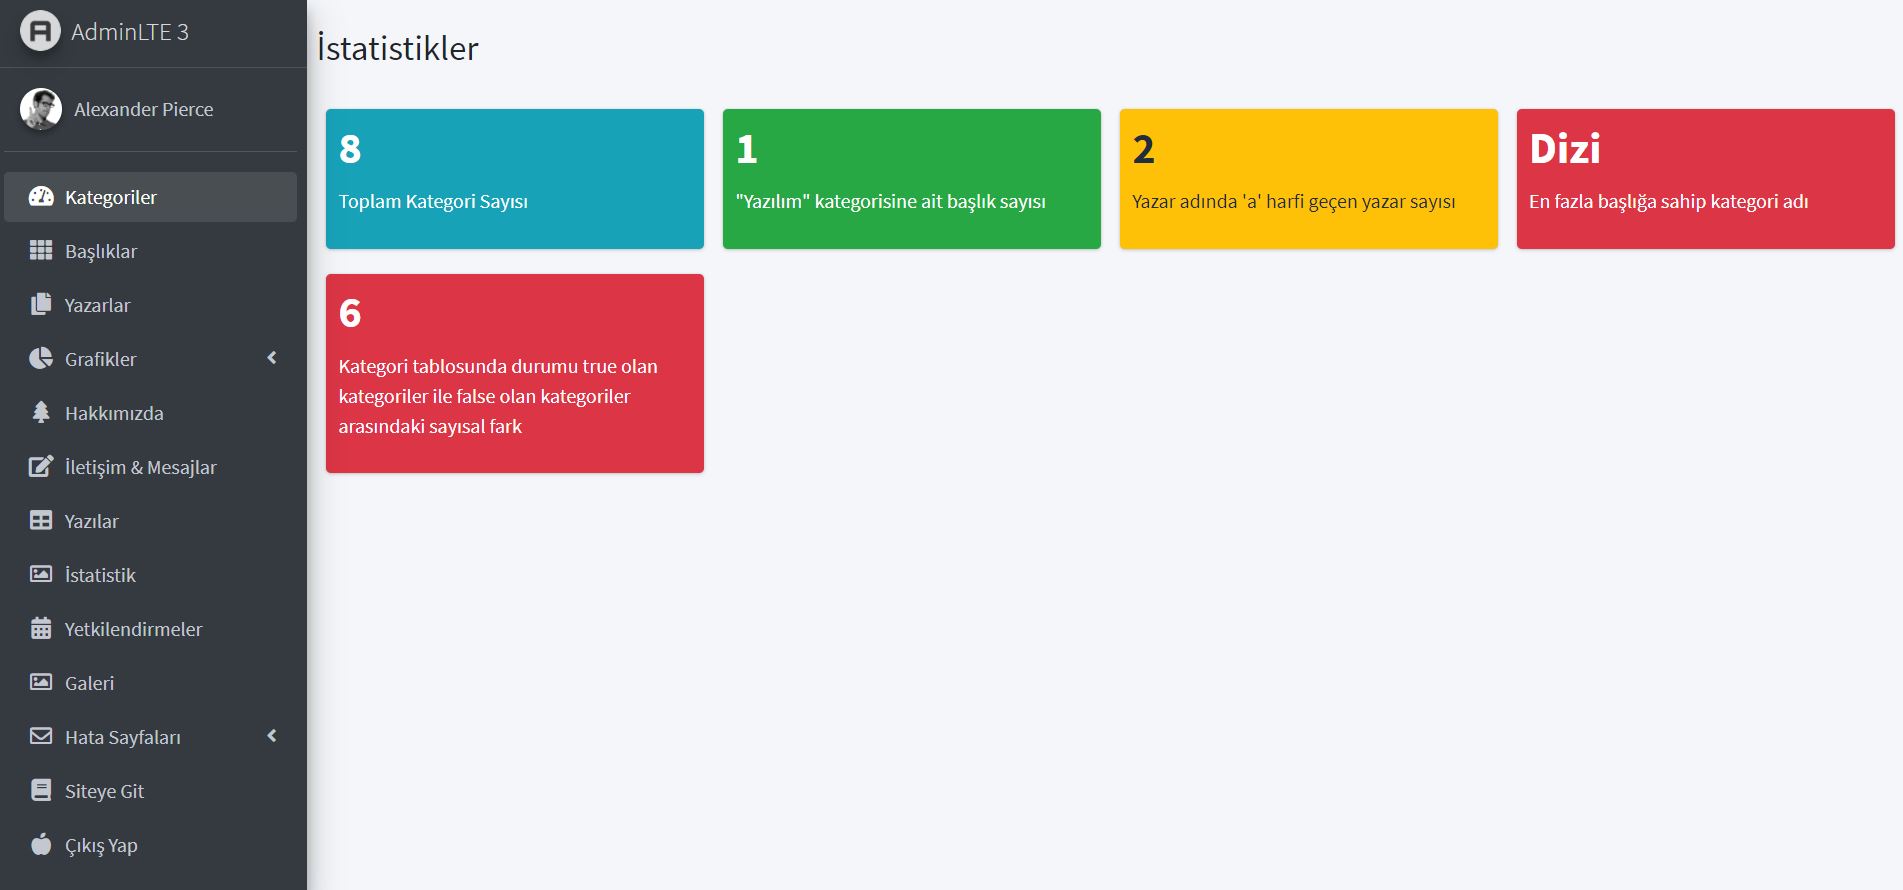 AdminLTE 3
Alexander Pierce
Kategoriler
Başlıklar
Yazarlar
Grafikler
Hakkımızda
İletişim & Mesajlar
Yazılar
İstatistik
Yetkilendirmeler
Galeri
Hata Sayfaları
Siteye Git
Çıkış Yap
İstatistikler
8
Toplam Kategori Sayısı
1
"Yazılım" kategorisine ait başlık sayısı
2
Yazar adında 'a' harfi geçen yazar sayısı
Dizi
En fazla başlığa sahip kategori adı
6
Kategori tablosunda durumu true olan
kategoriler ile false olan kategoriler
arasındaki sayısal fark